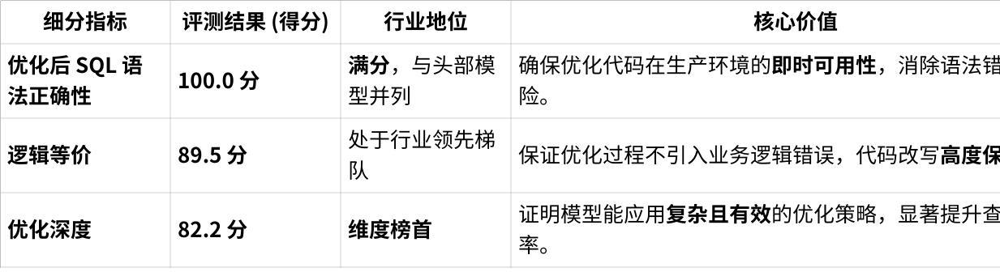 细分指标 评测结果 (得分) 行业地位 核心价值
优化后 SQL 语
法正确性
100.0 分
满分，与头部模
型并列
确保优化代码在生产环境的即时可用性，消除语法错
险。
逻辑等价
89.5 分
处于行业领先梯
队
保证优化过程不引入业务逻辑错误，代码改写高度保
优化深度
82.2 分
维度榜首
证明模型能应用复杂且有效的优化策略，显著提升查
率。